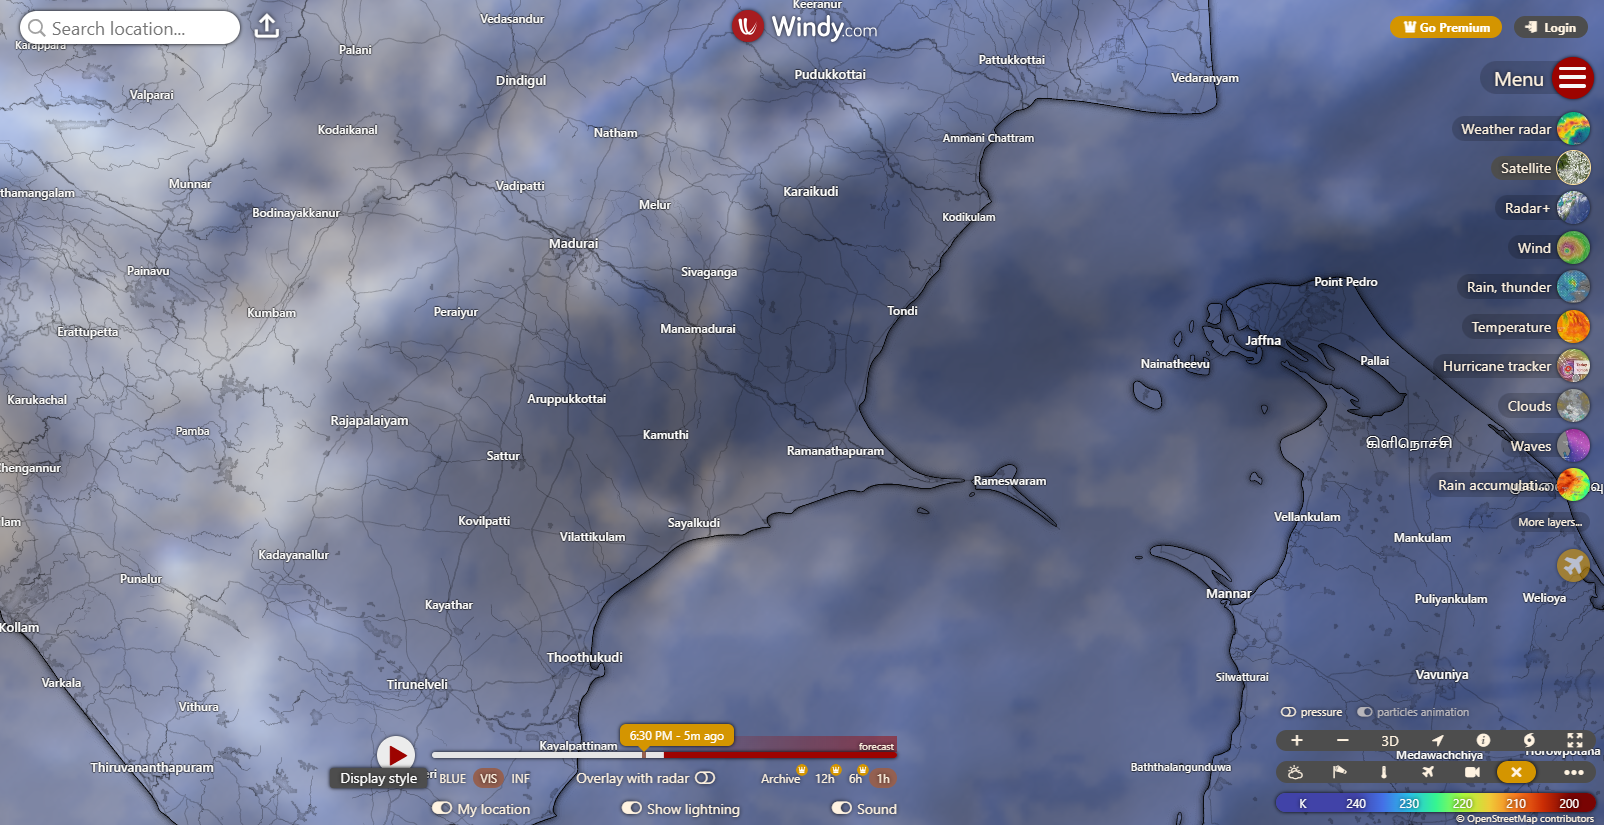 Search location...
Windy.com
Go Premium
Login
Menu
Weather radar
Satellite
Radar+
Wind
Rain, thunder
Temperature
Hurricane tracker
Clouds
Waves
Rain accumulati...
More layers...
Keeranur
Vedasandur
Karappara
Palani
Pattukkottai
Pudukkottai
Vedaranyam
Dindigul
Valparai
Kodaikanal
Natham
Ammani Chattram
Munnar
Vadipatti
Karaikudi
thamangalam
Melur
Bodinayakkanur
Kodikulam
Madurai
Painavu
Sivaganga
Point Pedro
Kumbam
Peraiyur
Tondi
Erattupetta
Manamadurai
Jaffna
Nainatheevu
Pallai
Karukachal
Aruppukkottai
Rajapalaiyam
Pamba
Kamuthi
கிளிநொச்சி
Sattur
Ramanathapuram
Chengannur
Rameswaram
lam
Kovilpatti
Sayalkudi
Vellankulam
Vilattikulam
Mankulam
Kadayanallur
Punalur
Mannar
Puliyankulam
Welioya
Kayathar
Kollam
Thoothukudi
Varkala
Tirunelveli
Silwatturai
Vavuniya
Vithura
Kayalpattinam
Thiruvananthapuram
Baththalangunduwa
Medawachchiya
Horowpotana
6:30 PM - 5m ago
forecast
Display style
eri
BLUE
VIS
INF
Overlay with radar
Archive
12h
6h
1h
My location
Show lightning
Sound
pressure
particles animation
+
−
3D
K
240
230
220
210
200
© OpenStreetMap contributors